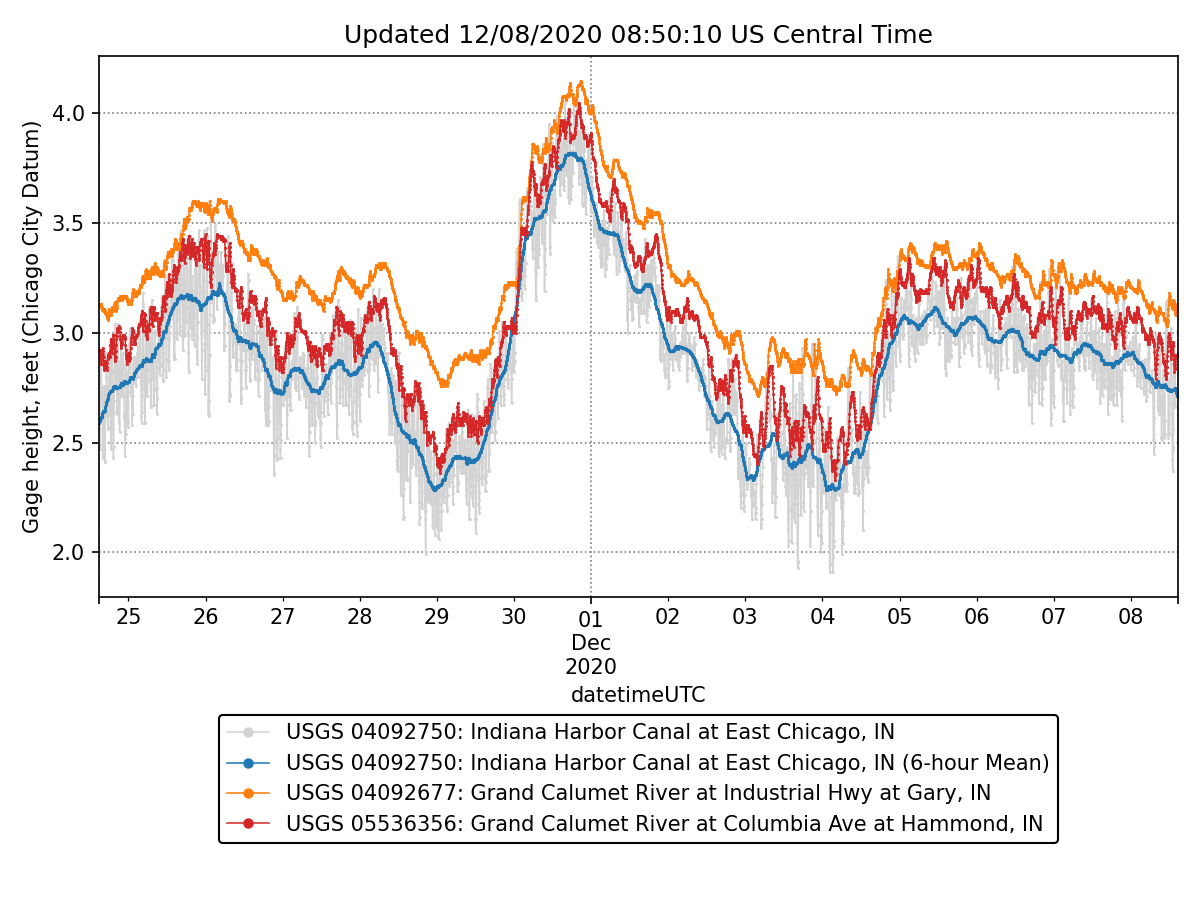 Updated 12/08/2020 08:50:10 US Central Time
Gage height, feet (Chicago City Datum)
4.0
3.5
3.0
2.5
2.0
25 26 27 28 29 30 01 02 03 04 05 06 07 08
Dec
2020
datetimeUTC
USGS 04092750: Indiana Harbor Canal at East Chicago, IN
USGS 04092750: Indiana Harbor Canal at East Chicago, IN (6-hour Mean)
USGS 04092677: Grand Calumet River at Industrial Hwy at Gary, IN
USGS 05536356: Grand Calumet River at Columbia Ave at Hammond, IN